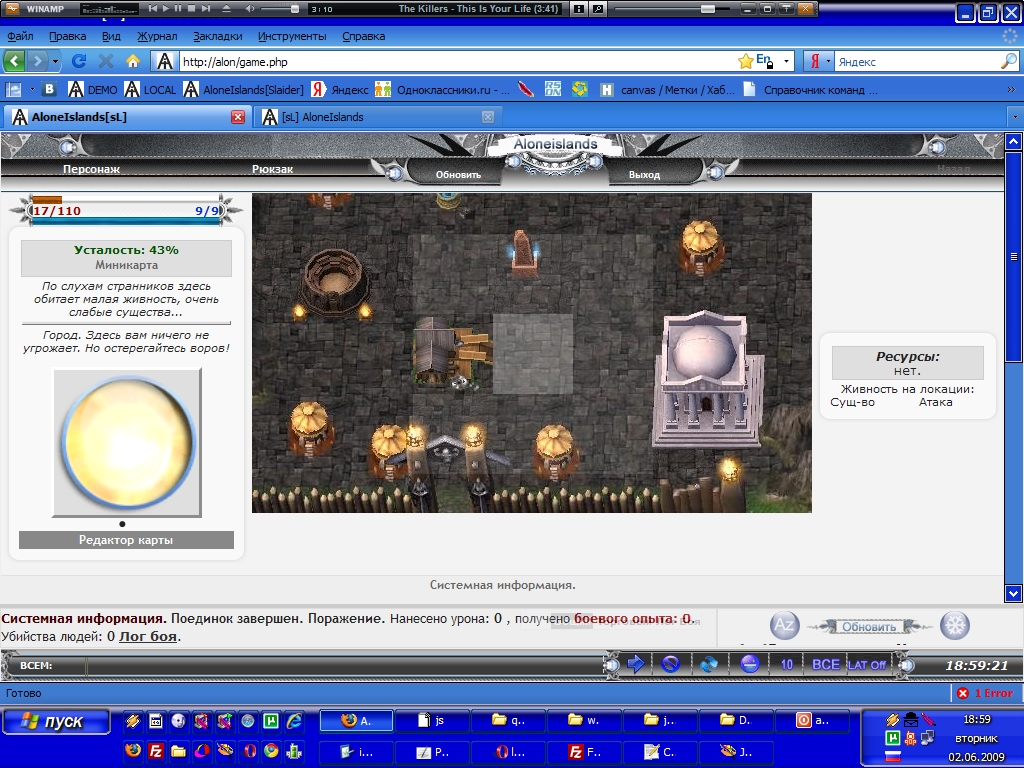 WINAMP
3:10
The Killers - This Is Your Life (3:41)
Файл Правка Вид Журнал Закладки Инструменты Справка
http://alon/game.php
En
Я Яндекс
B DEMO LOCAL AloneIslands[Slaider] Яндекс Одноклассники.ru - ... canvas / Метки / Хаб... Справочник команд ...
AloneIslands[sL]
[sL] AloneIslands
Aloneislands
Персонаж
Рюкзак
Обновить
Выход
Назад
17/110 9/9
Усталость: 43%
Миникарта
По слухам странников здесь
обитает малая живность, очень
слабые существа...
Город. Здесь вам ничего не
угрожает. Но остерегайтесь воров!
Редактор карты
Ресурсы:
нет.
Живность на локации:
Сущ-во Атака
Системная информация.
Системная информация. Поединок завершен. Поражение. Нанесено урона: 0 , получено боевого опыта: 0.
Убийства людей: 0 Лог боя.
Az
Обновить
ВСЕМ:
10 ВСЕ LAT Off
18:59:21
Готово
1 Error
пуск
A.
js
q..
w.
j..
D.
a..
18:59
i...
P..
l...
F..
C.
J..
вторник
02.06.2009